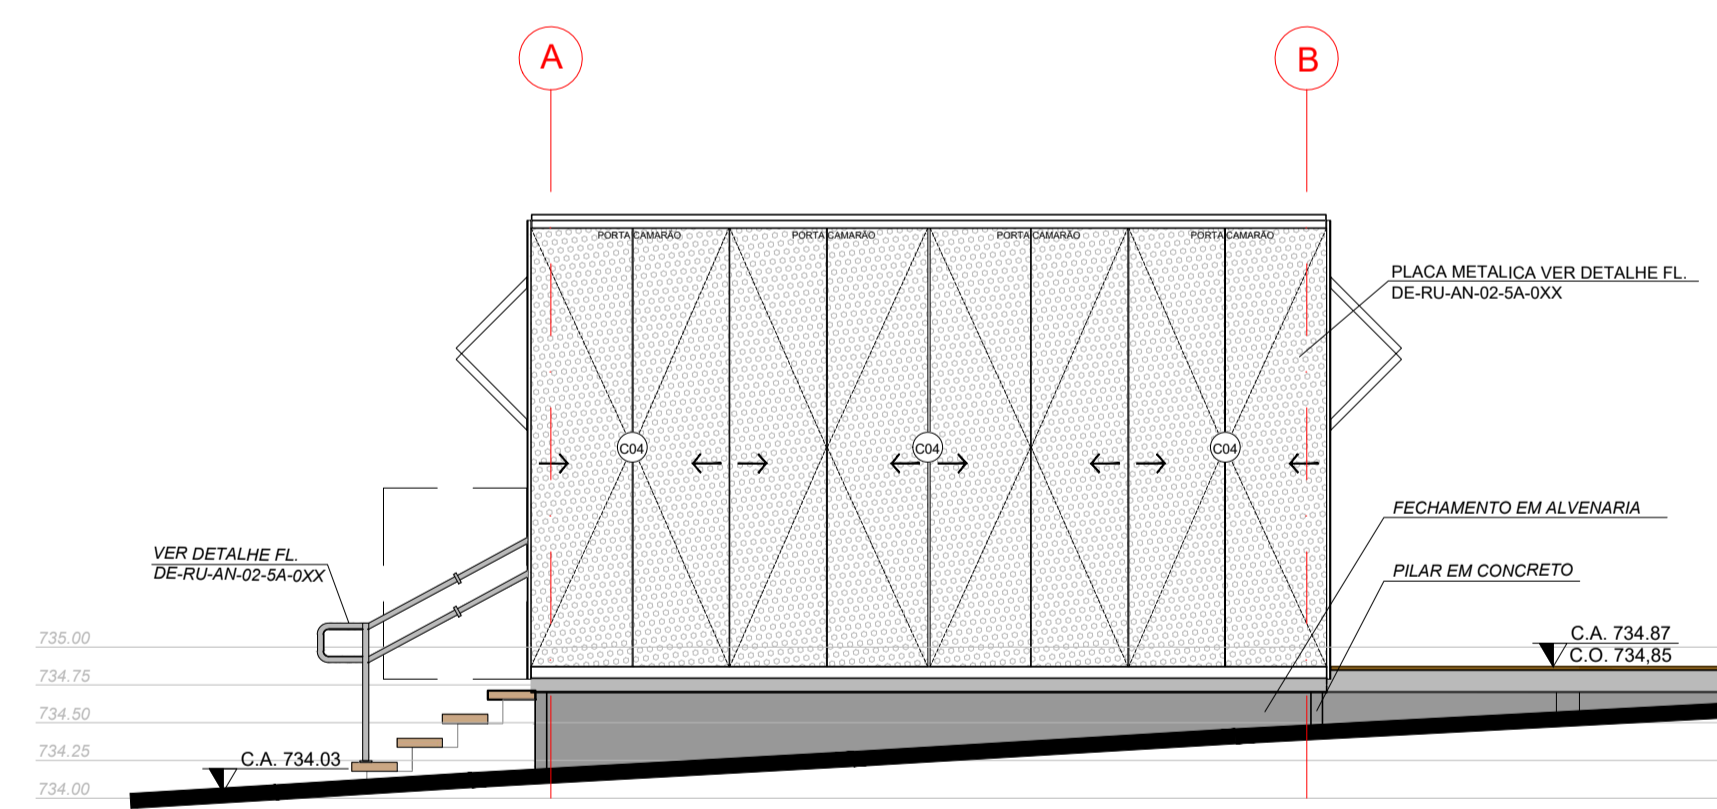 A
B
PORTA CAMARÃO
PORTA CAMARÃO
PORTA CAMARÃO
PORTA CAMARÃO
PLACA METALICA VER DETALHE FL.
DE-RU-AN-02-5A-0XX
C04
C04
C04
FECHAMENTO EM ALVENARIA
VER DETALHE FL.
DE-RU-AN-02-5A-0XX
PILAR EM CONCRETO
735.00
C.A. 734.87
C.O. 734,85
734.75
734.50
734.25
C.A. 734.03
734.00